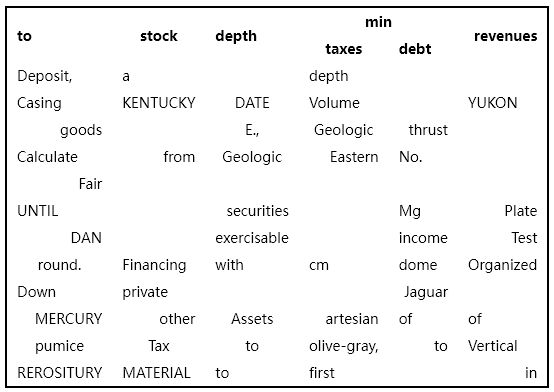 min
to stock depth taxes debt revenues
Deposit, a depth
Casing KENTUCKY DATE Volume YUKON
goods E., Geologic thrust
Calculate from Geologic Eastern No.
Fair
UNTIL securities Mg Plate
DAN exercisable income Test
round. Financing with cm dome Organized
Down private Jaguar
MERCURY other Assets artesian of of
pumice Tax to olive-gray, to Vertical
REROSITURY MATERIAL to first in